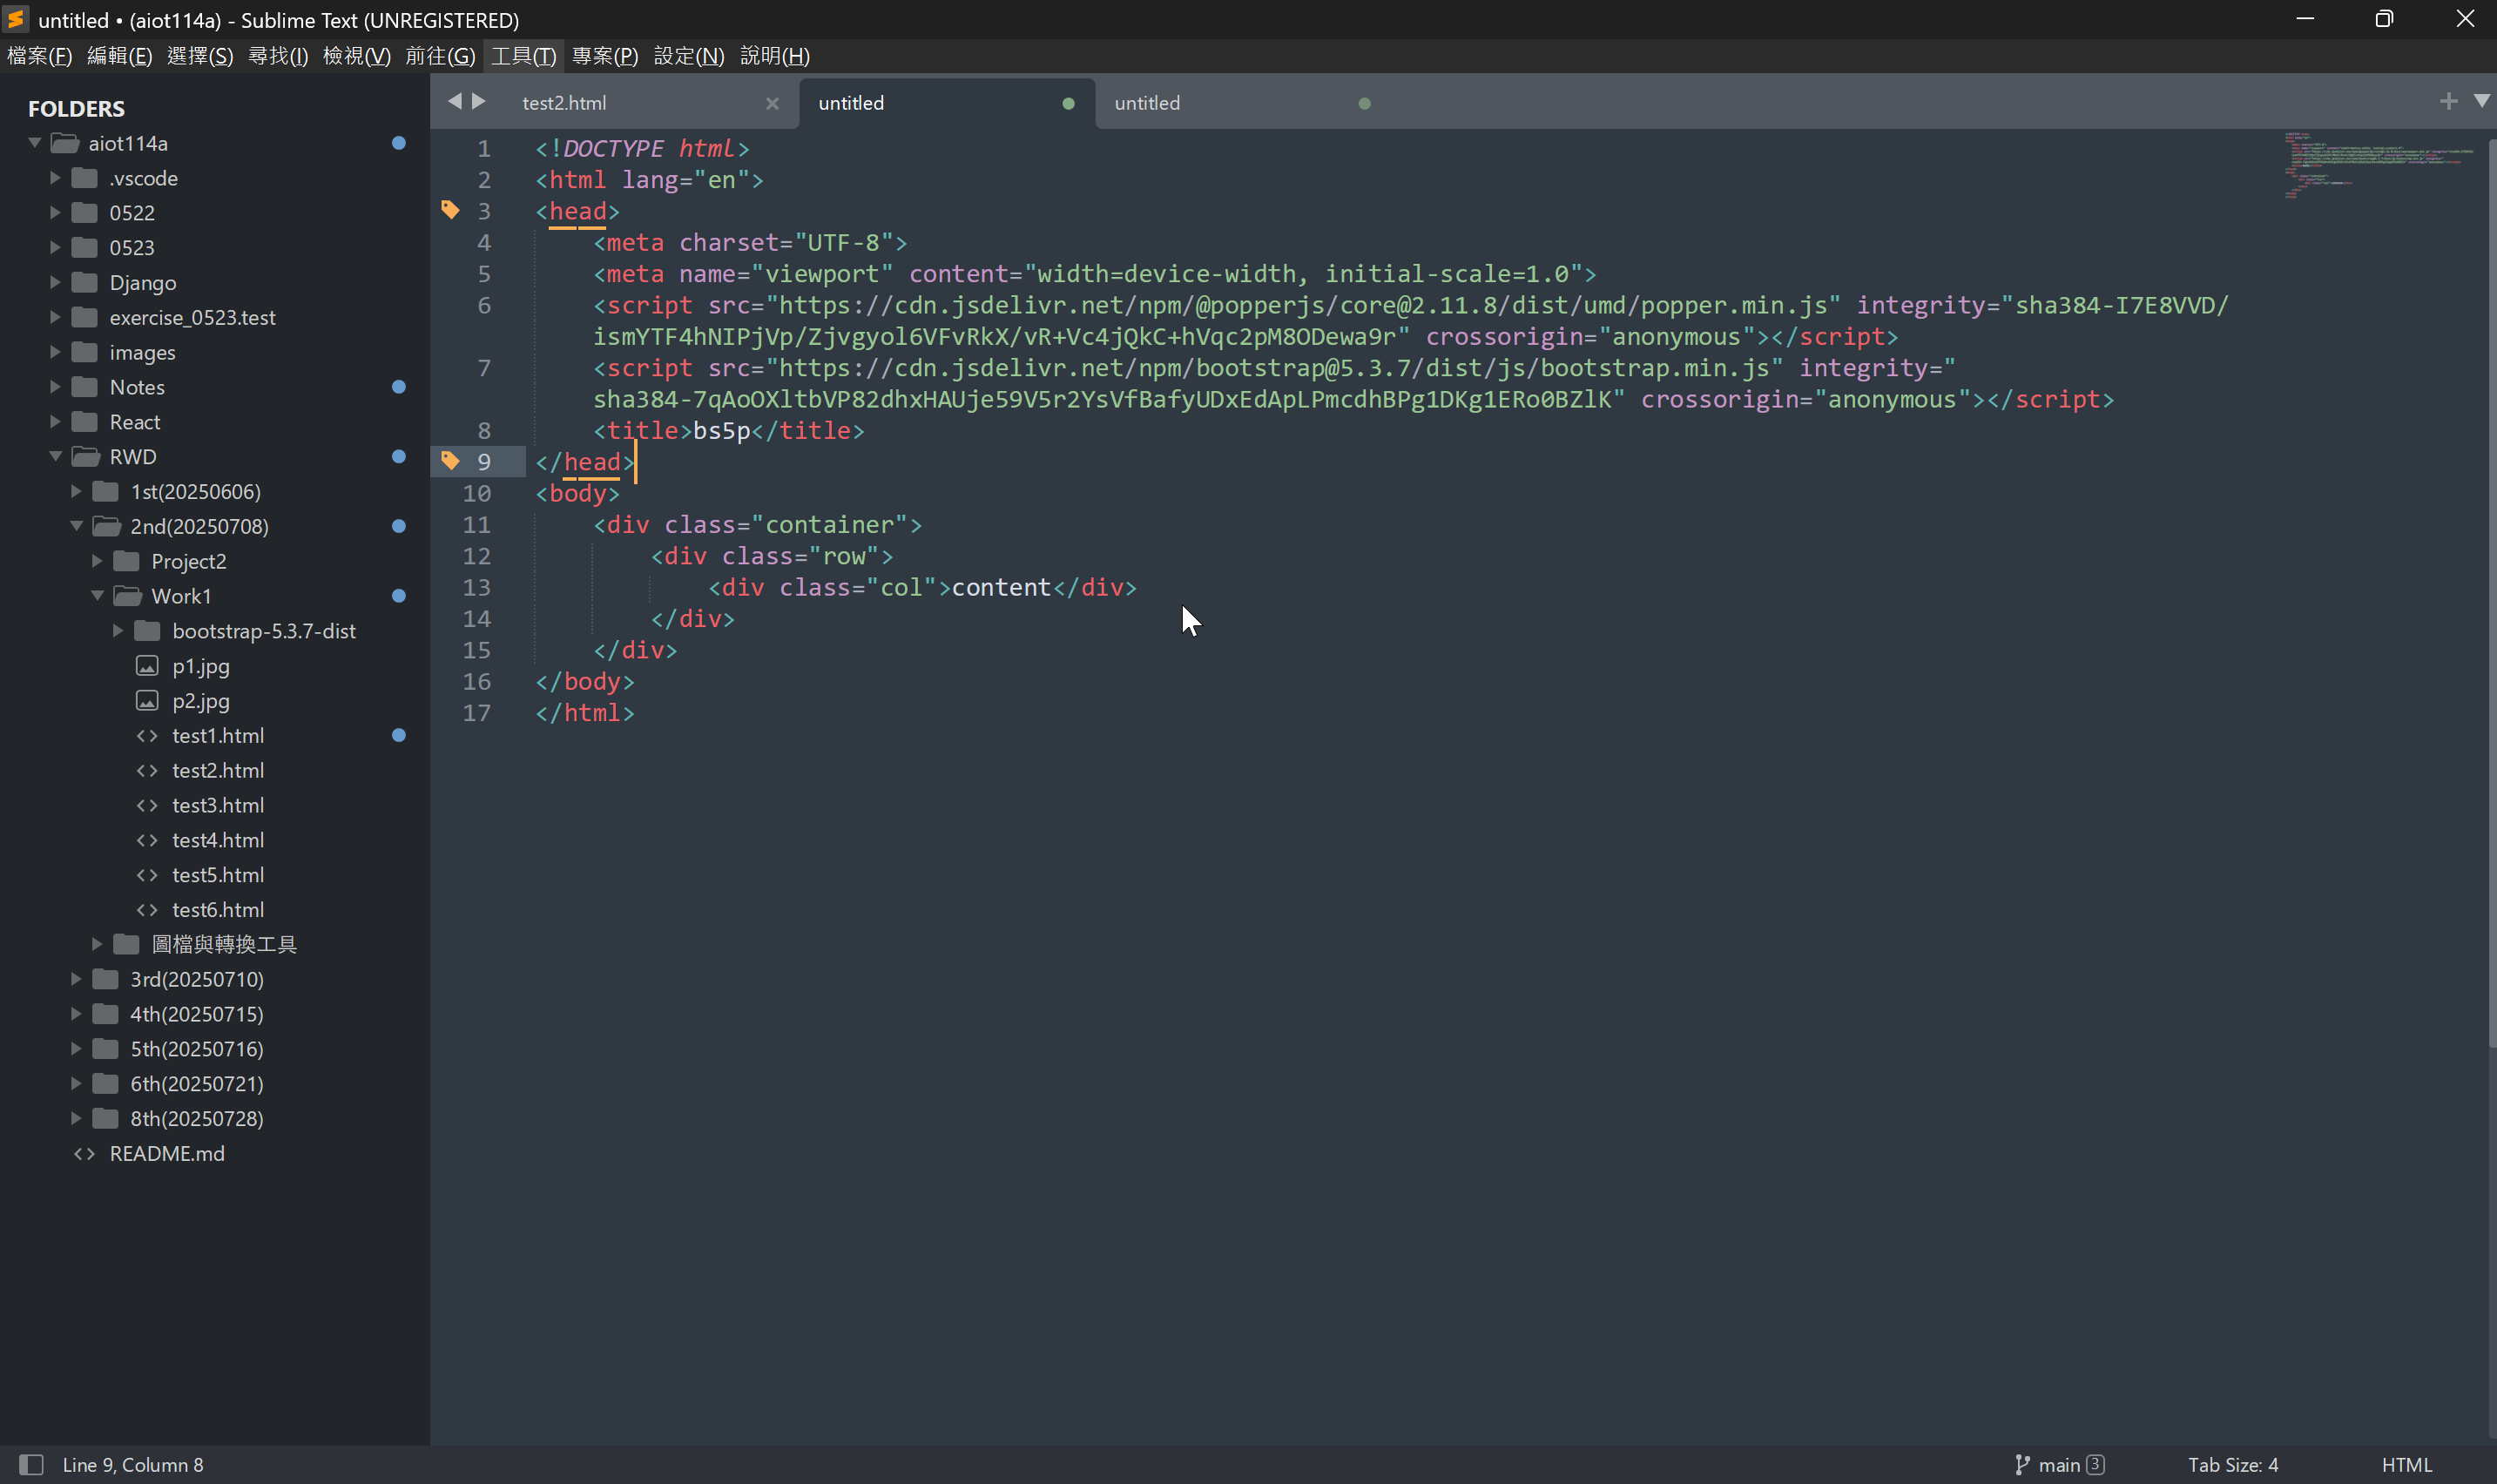 untitled • (aiot114a) - Sublime Text (UNREGISTERED)
檔案(F) 編輯(E) 選擇(S) 尋找(I) 檢視(V) 前往(G) 工具(T) 專案(P) 設定(N) 說明(H)
FOLDERS
aiot114a
.vscode
0522
0523
Django
exercise_0523.test
images
Notes
React
RWD
1st(20250606)
2nd(20250708)
Project2
Work1
bootstrap-5.3.7-dist
p1.jpg
p2.jpg
test1.html
test2.html
test3.html
test4.html
test5.html
test6.html
圖檔與轉換工具
3rd(20250710)
4th(20250715)
5th(20250716)
6th(20250721)
8th(20250728)
README.md
test2.html untitled untitled
1 <!DOCTYPE html>
2 <html lang="en">
3 <head>
4 <meta charset="UTF-8">
5 <meta name="viewport" content="width=device-width, initial-scale=1.0">
6 <script src="https://cdn.jsdelivr.net/npm/@popperjs/core@2.11.8/dist/umd/popper.min.js" integrity="sha384-I7E8VVD/
ismYTF4hNIPjVp/Zjvgyol6VFvRkX/vR+Vc4jQkC+hVqc2pM8ODewa9r" crossorigin="anonymous"></script>
7 <script src="https://cdn.jsdelivr.net/npm/bootstrap@5.3.7/dist/js/bootstrap.min.js" integrity="
sha384-7qAoOXltbVP82dhxHAUje59V5r2YsVfBafyUDxEdApLPmcdhBPg1DKg1ERo0BZlK" crossorigin="anonymous"></script>
8 <title>bs5p</title>
9 </head>
10 <body>
11 <div class="container">
12 <div class="row">
13 <div class="col">content</div>
14 </div>
15 </div>
16 </body>
17 </html>
Line 9, Column 8
main 3
Tab Size: 4
HTML